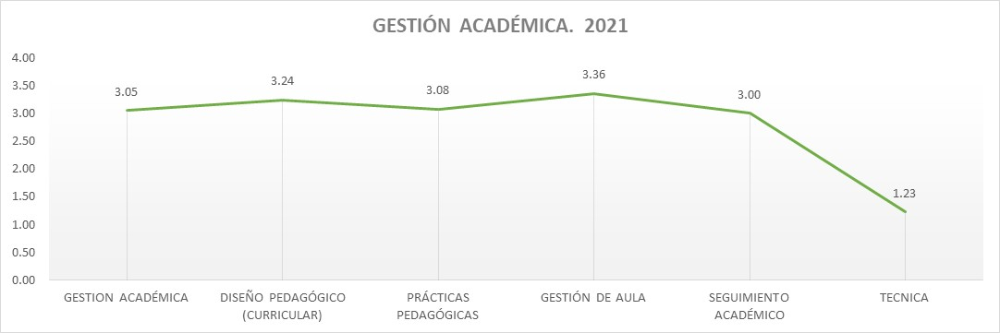 GESTIÓN ACADÉMICA. 2021
4.00
3.50
3.00
2.50
2.00
1.50
1.00
0.50
0.00
3.05
3.24
3.08
3.36
3.00
1.23
GESTION ACADÉMICA
DISEÑO PEDAGÓGICO
(CURRICULAR)
PRÁCTICAS
PEDAGÓGICAS
GESTIÓN DE AULA
SEGUIMIENTO
ACADÉMICO
TECNICA